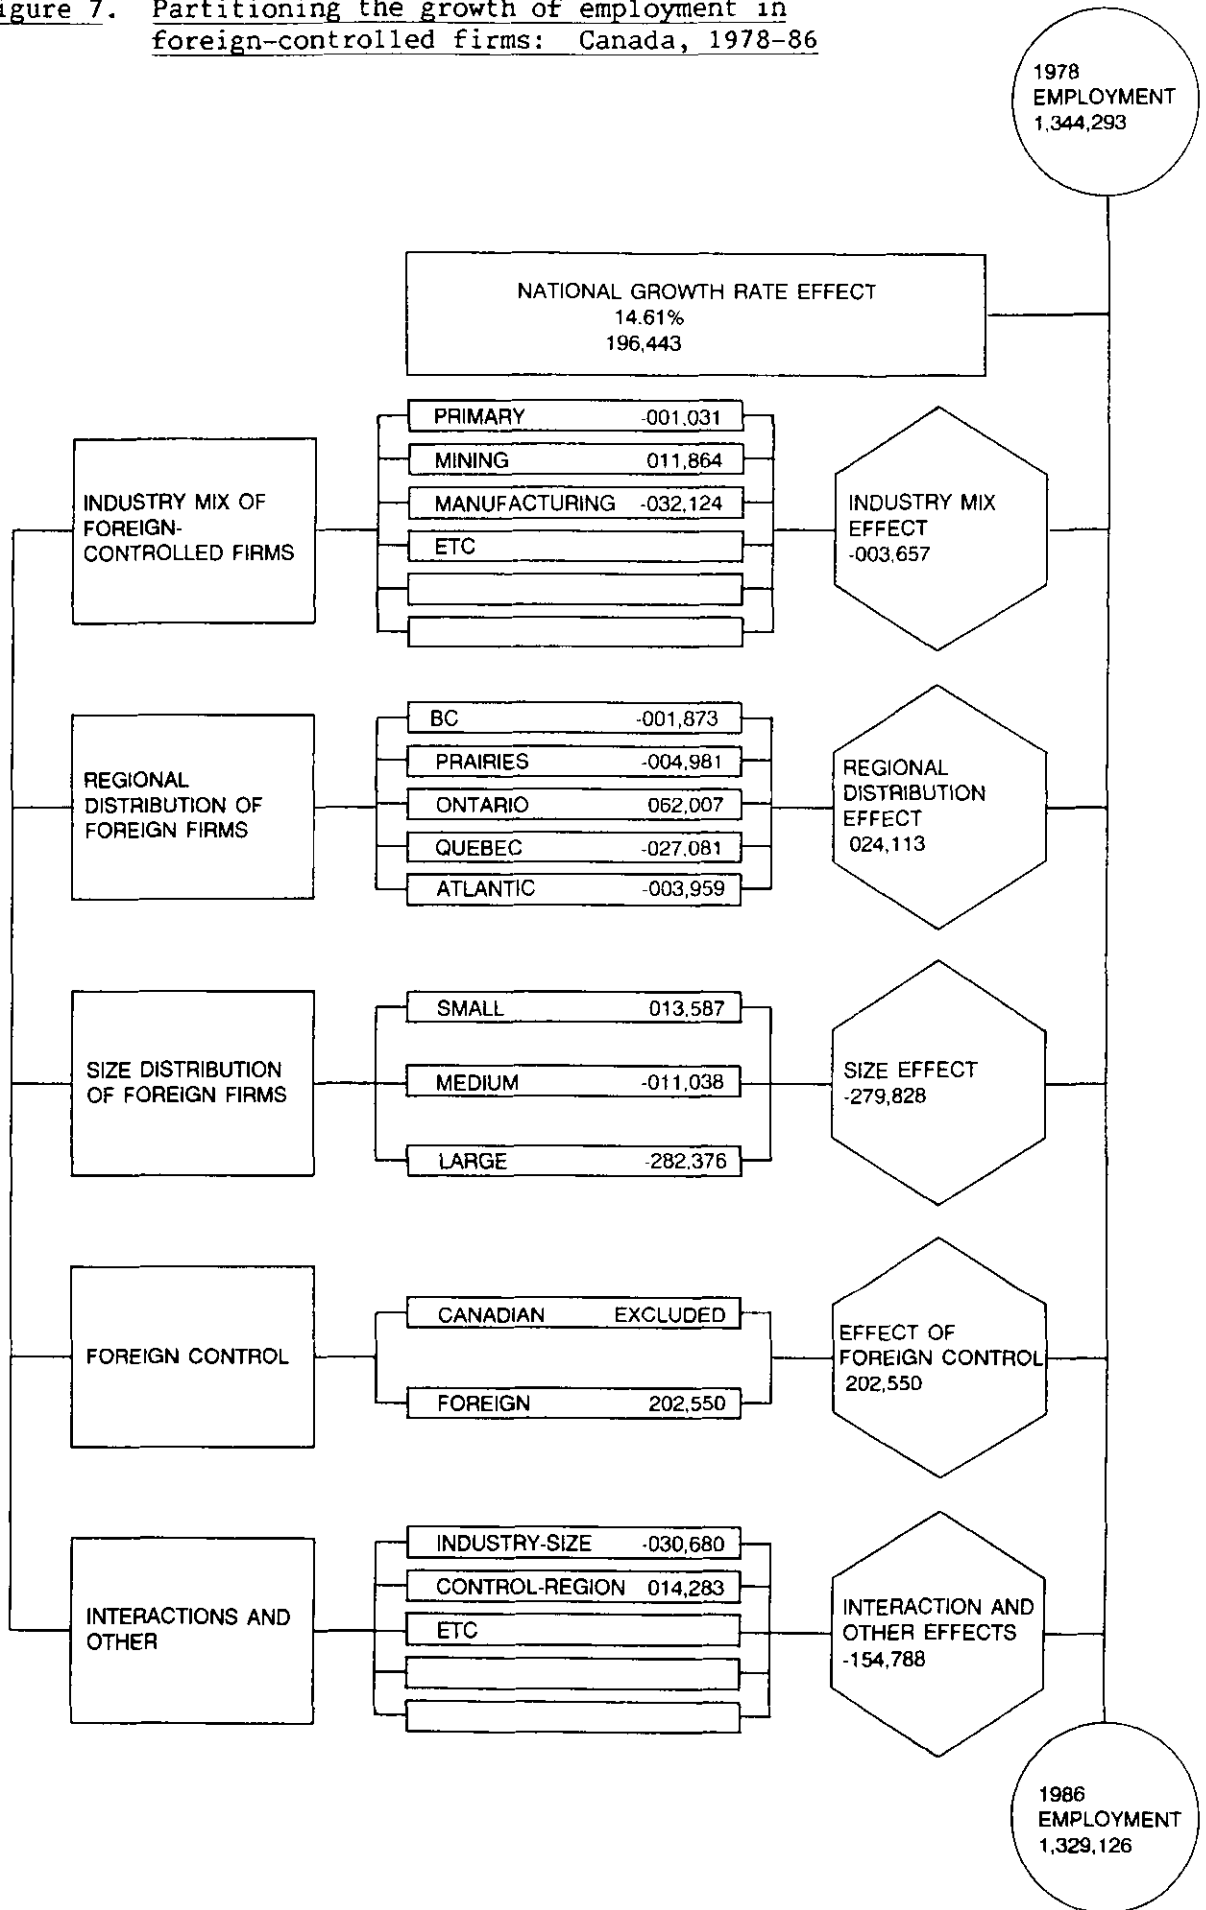 igure 7. Partitioning the growth of employment in
foreign-controlled firms: Canada, 1978-86
1978
EMPLOYMENT
1,344,293
NATIONAL GROWTH RATE EFFECT
14.61%
196,443
INDUSTRY MIX OF
FOREIGN-
CONTROLLED FIRMS
PRIMARY -001,031
MINING 011,864
MANUFACTURING -032,124
ETC
INDUSTRY MIX
EFFECT
-003,657
REGIONAL
DISTRIBUTION OF
FOREIGN FIRMS
BC -001,873
PRAIRIES -004,981
ONTARIO 062,007
QUEBEC -027,081
ATLANTIC -003,959
REGIONAL
DISTRIBUTION
EFFECT
024,113
SIZE DISTRIBUTION
OF FOREIGN FIRMS
SMALL 013,587
MEDIUM -011,038
LARGE -282,376
SIZE EFFECT
-279,828
FOREIGN CONTROL
CANADIAN EXCLUDED
FOREIGN 202,550
EFFECT OF
FOREIGN CONTROL
202,550
INTERACTIONS AND
OTHER
INDUSTRY-SIZE -030,680
CONTROL-REGION 014,283
ETC
INTERACTION AND
OTHER EFFECTS
-154,788
1986
EMPLOYMENT
1,329,126